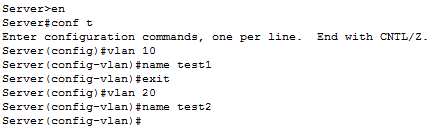 Server>en
Server#conf t
Enter configuration commands, one per line.  End with CNTL/Z.
Server(config)#vlan 10
Server(config-vlan)#name test1
Server(config-vlan)#exit
Server(config-vlan)#vlan 20
Server(config-vlan)#name test2
Server(config-vlan)#